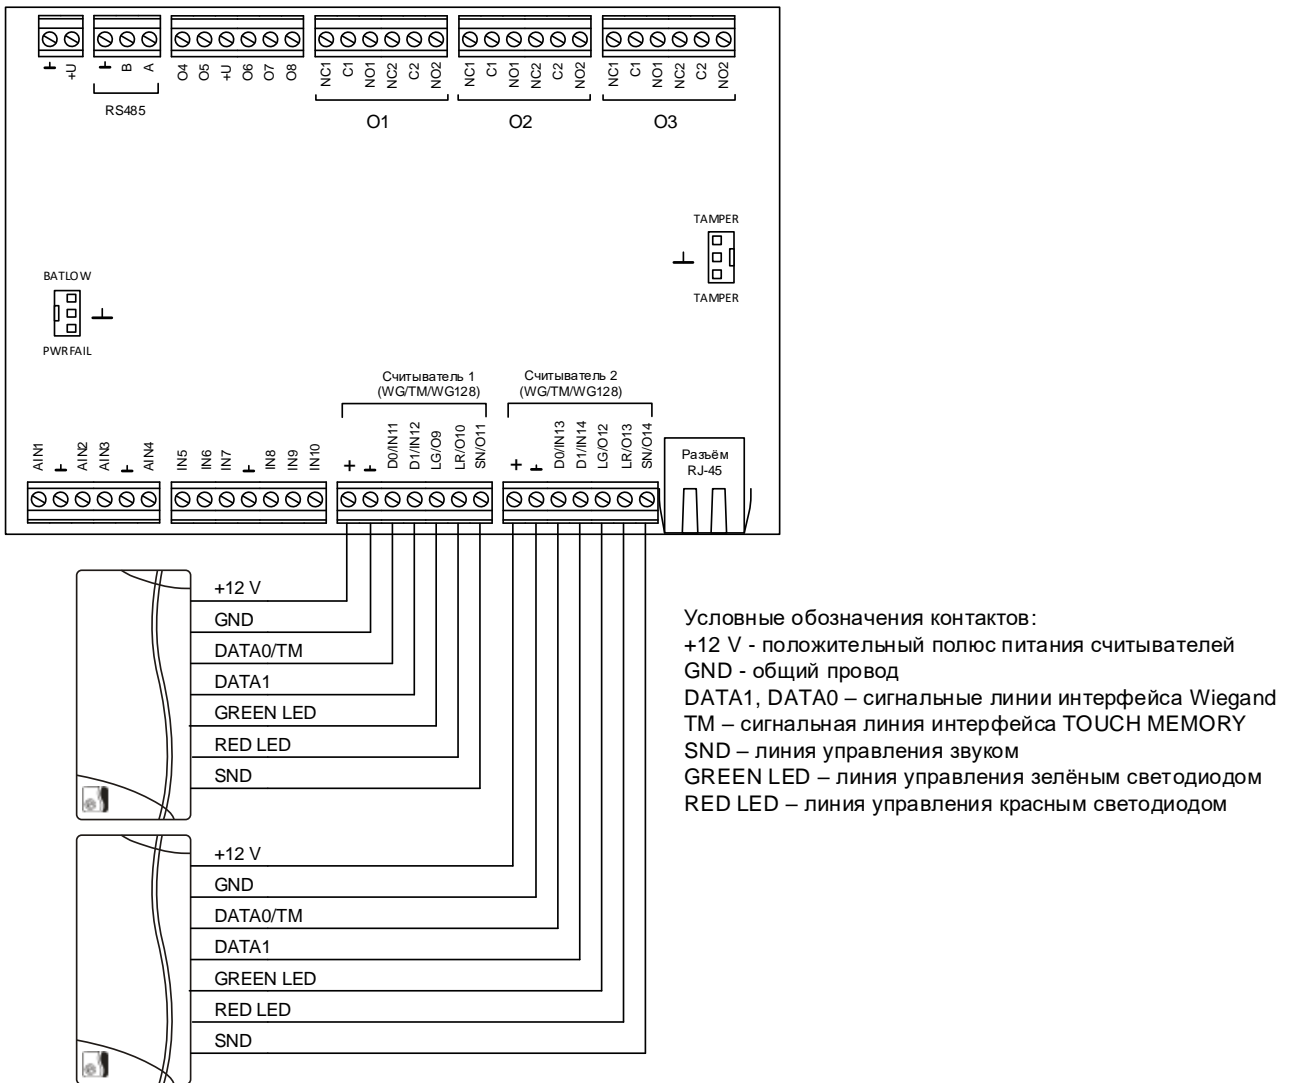 +U
B
A
O4
O5
+U
O6
O7
O8
NC1
C1
NO1
NC2
C2
NO2
NC1
C1
NO1
NC2
C2
NO2
NC1
C1
NO1
NC2
C2
NO2
RS485
O1
O2
O3
TAMPER
TAMPER
BATLOW
PWRFAIL
Считыватель 1
(WG/TM/WG128)
Считыватель 2
(WG/TM/WG128)
AIN1
AIN2
AIN3
AIN4
IN5
IN6
IN7
IN8
IN9
IN10
+
D0/IN11
D1/IN12
LG/O9
LR/O10
SN/O11
+
D0/IN13
D1/IN14
LG/O12
LR/O13
SN/O14
Разъём
RJ-45
+12 V
GND
DATA0/TM
DATA1
GREEN LED
RED LED
SND
+12 V
GND
DATA0/TM
DATA1
GREEN LED
RED LED
SND
Условные обозначения контактов:
+12 V - положительный полюс питания считывателей
GND - общий провод
DATA1, DATA0 – сигнальные линии интерфейса Wiegand
TM – сигнальная линия интерфейса TOUCH MEMORY
SND – линия управления звуком
GREEN LED – линия управления зелёным светодиодом
RED LED – линия управления красным светодиодом